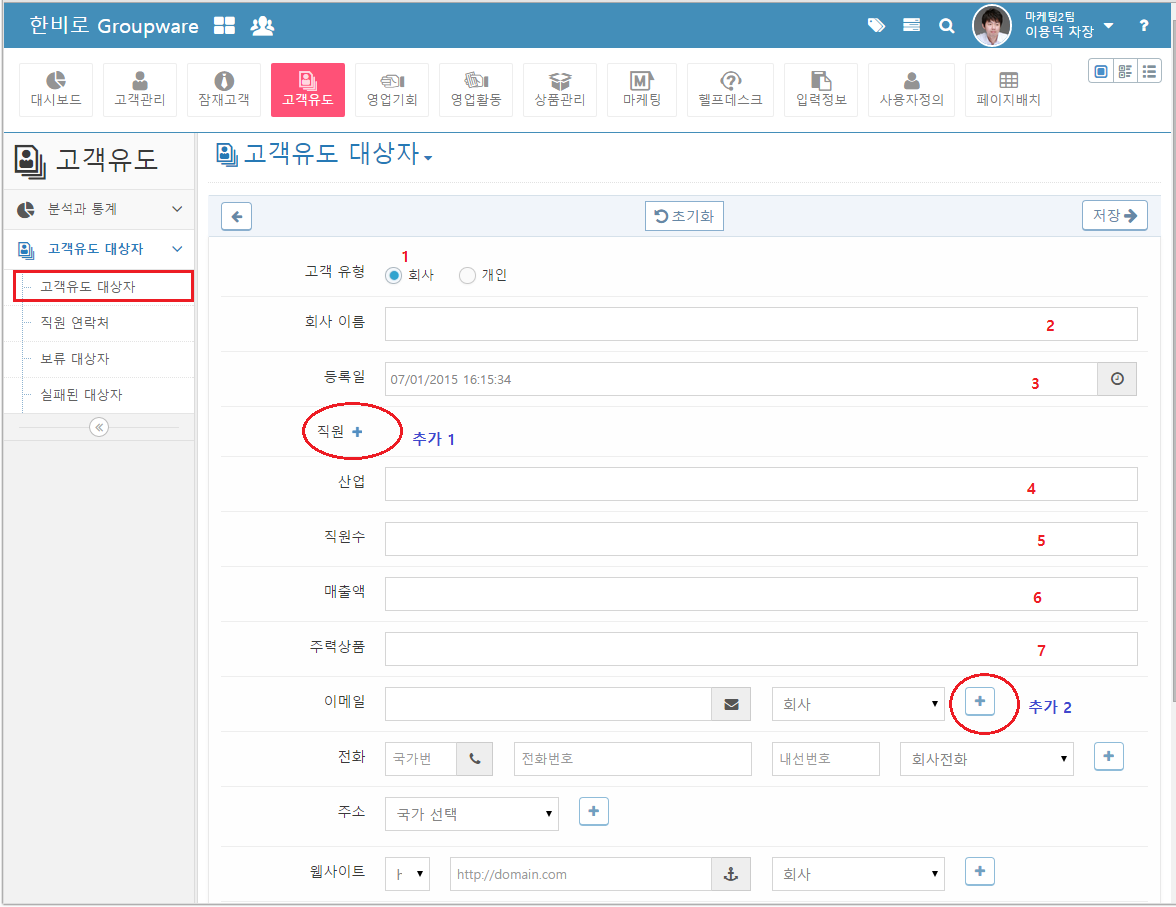 한비로 Groupware
마케팅2팀
이용덕 차장
?
대시보드 고객관리 잠재고객 고객유도 영업기회 영업활동 상품관리 마케팅 헬프데스크 입력정보 사용자정의 페이지배치
고객유도
분석과 통계
고객유도 대상자
고객유도 대상자
직원 연락처
보류 대상자
실패된 대상자
고객유도 대상자
초기화 저장
1
고객 유형 회사 개인
회사 이름 2
등록일 07/01/2015 16:15:34 3
직원 + 추가 1
산업 4
직원수 5
매출액 6
주력상품 7
이메일 회사 + 추가 2
전화 국가번 전화번호 내선번호 회사전화 +
주소 국가 선택 +
웹사이트 http://domain.com 회사 +